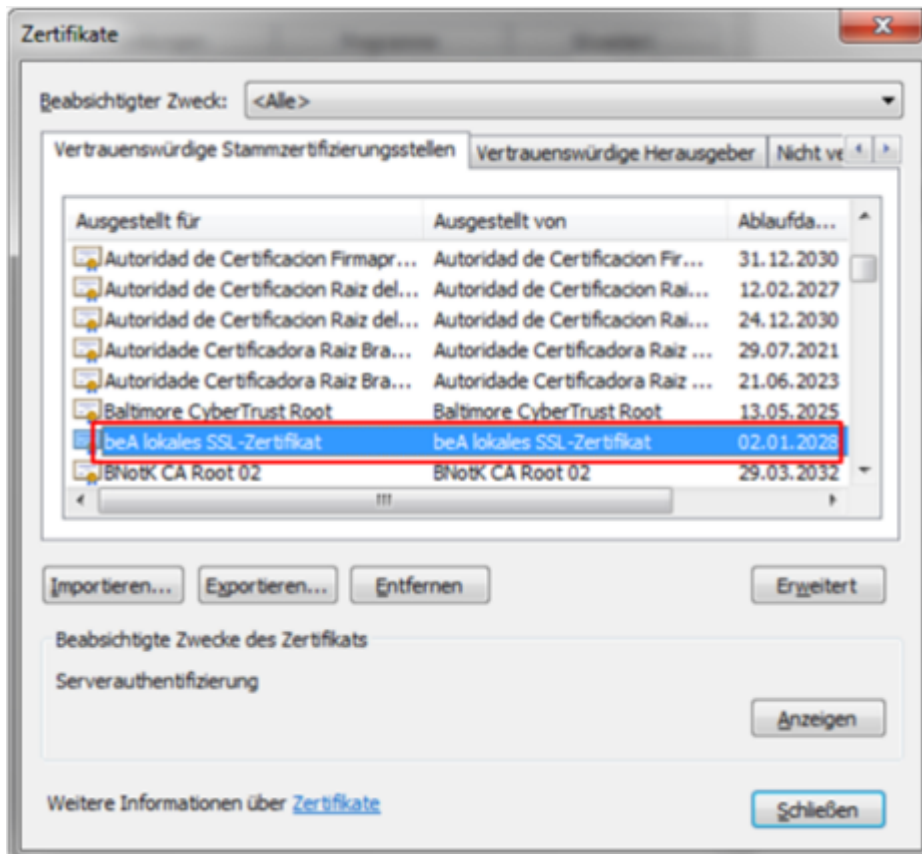 Zertifikate
Beabsichtigter Zweck: <Alle>
Vertrauenswürdige Stammzertifizierungsstellen Vertrauenswürdige Herausgeber Nicht ve
Ausgestellt für Ausgestellt von Ablaufda...
Autoridad de Certificacion Firmapr... Autoridad de Certificacion Fir... 31.12.2030
Autoridad de Certificacion Raiz del... Autoridad de Certificacion Rai... 12.02.2027
Autoridad de Certificacion Raiz del... Autoridad de Certificacion Rai... 24.12.2030
Autoridade Certificadora Raiz Bra... Autoridade Certificadora Raiz ... 29.07.2021
Autoridade Certificadora Raiz Bra... Autoridade Certificadora Raiz ... 21.06.2023
Baltimore CyberTrust Root Baltimore CyberTrust Root 13.05.2025
beA lokales SSL-Zertifikat beA lokales SSL-Zertifikat 02.01.2028
BNotK CA Root 02 BNotK CA Root 02 29.03.2032
Importieren... Exportieren... Entfernen Erweitert
Beabsichtigte Zwecke des Zertifikats
Serverauthentifizierung
Anzeigen
Weitere Informationen über Zertifikate
Schließen